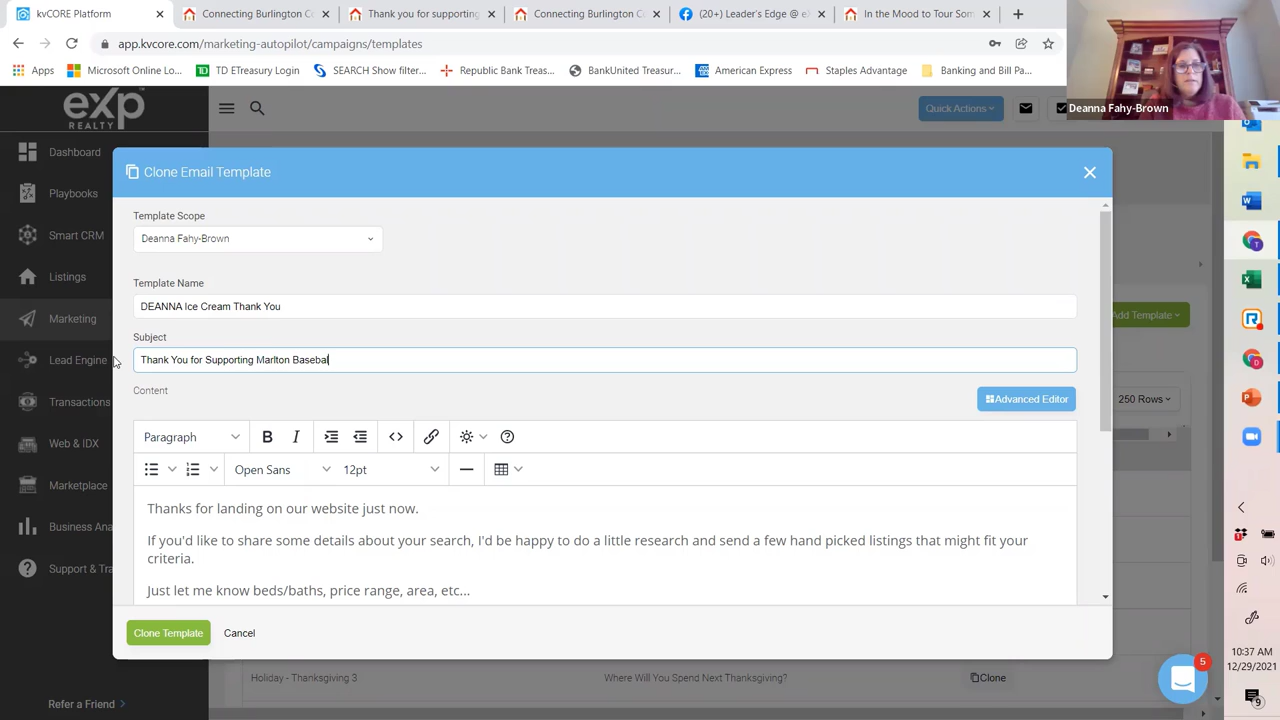 kvCORE Platform
Connecting Burlington C
Thank you for supporting
Connecting Burlington C
(20+) Leader's Edge @ e
In the Mood to Tour Som
app.kvcore.com/marketing-autopilot/campaigns/templates
Apps
Microsoft Online Lo...
TD ETreasury Login
SEARCH Show filter...
Republic Bank Treas...
BankUnited Treasur...
American Express
Staples Advantage
Banking and Bill Pa...
Deanna Fahy-Brown
exp
REALTY
Quick Actions
Dashboard
Playbooks
Smart CRM
Listings
Marketing
Lead Engine
Transactions
Web & IDX
Marketplace
Business Ana
Support & Tra
Refer a Friend
Clone Email Template
Template Scope
Deanna Fahy-Brown
Template Name
DEANNA Ice Cream Thank You
Subject
Thank You for Supporting Marlton Basebal
Content
Advanced Editor
Add Template
250 Rows
Paragraph
B I
Open Sans
12pt
Thanks for landing on our website just now.
If you'd like to share some details about your search, I'd be happy to do a little research and send a few hand picked listings that might fit your
criteria.
Just let me know beds/baths, price range, area, etc...
Clone Template
Cancel
Holiday - Thanksgiving 3
Where Will You Spend Next Thanksgiving?
Clone
5
10:37 AM
12/29/2021
9